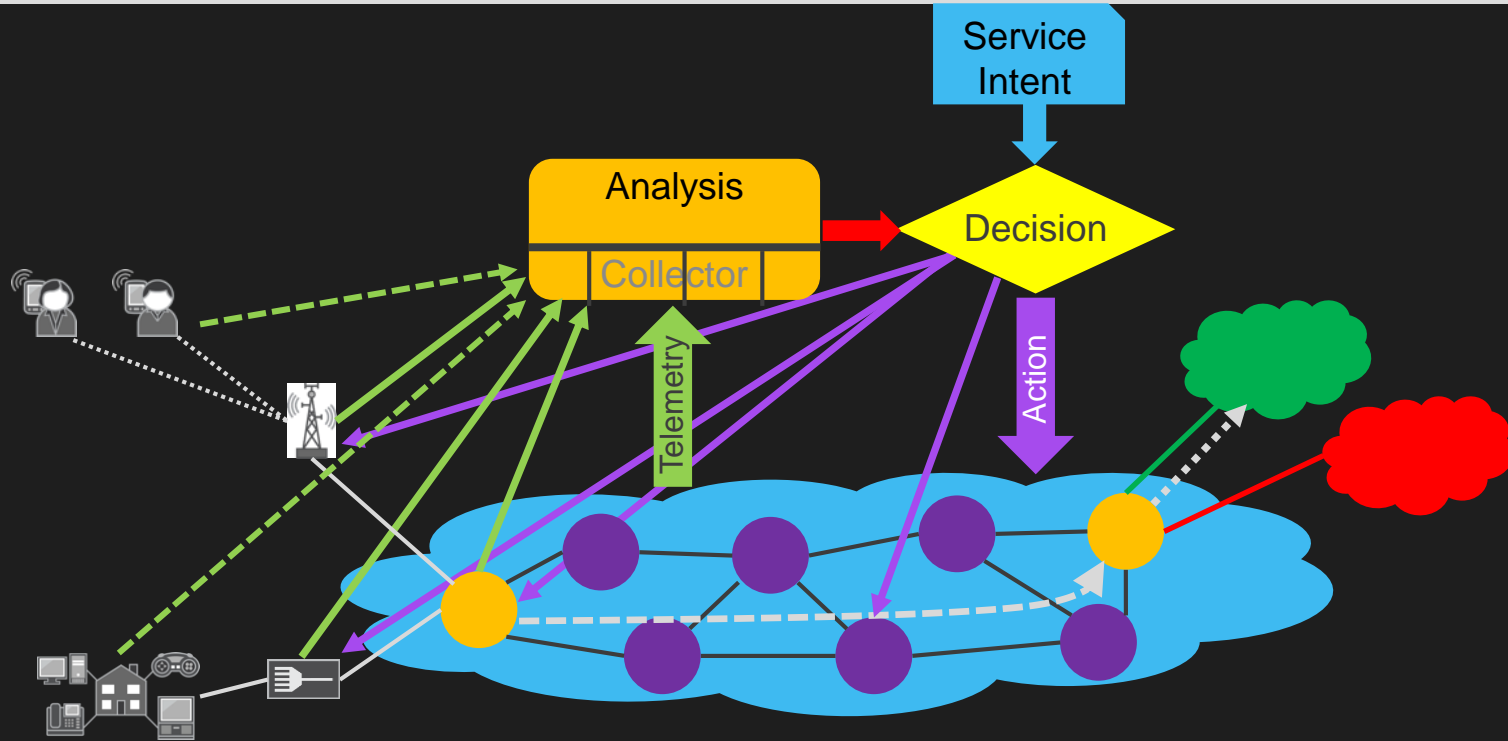 Service
Intent
Analysis
Decision
Collector
Telemetry
Action